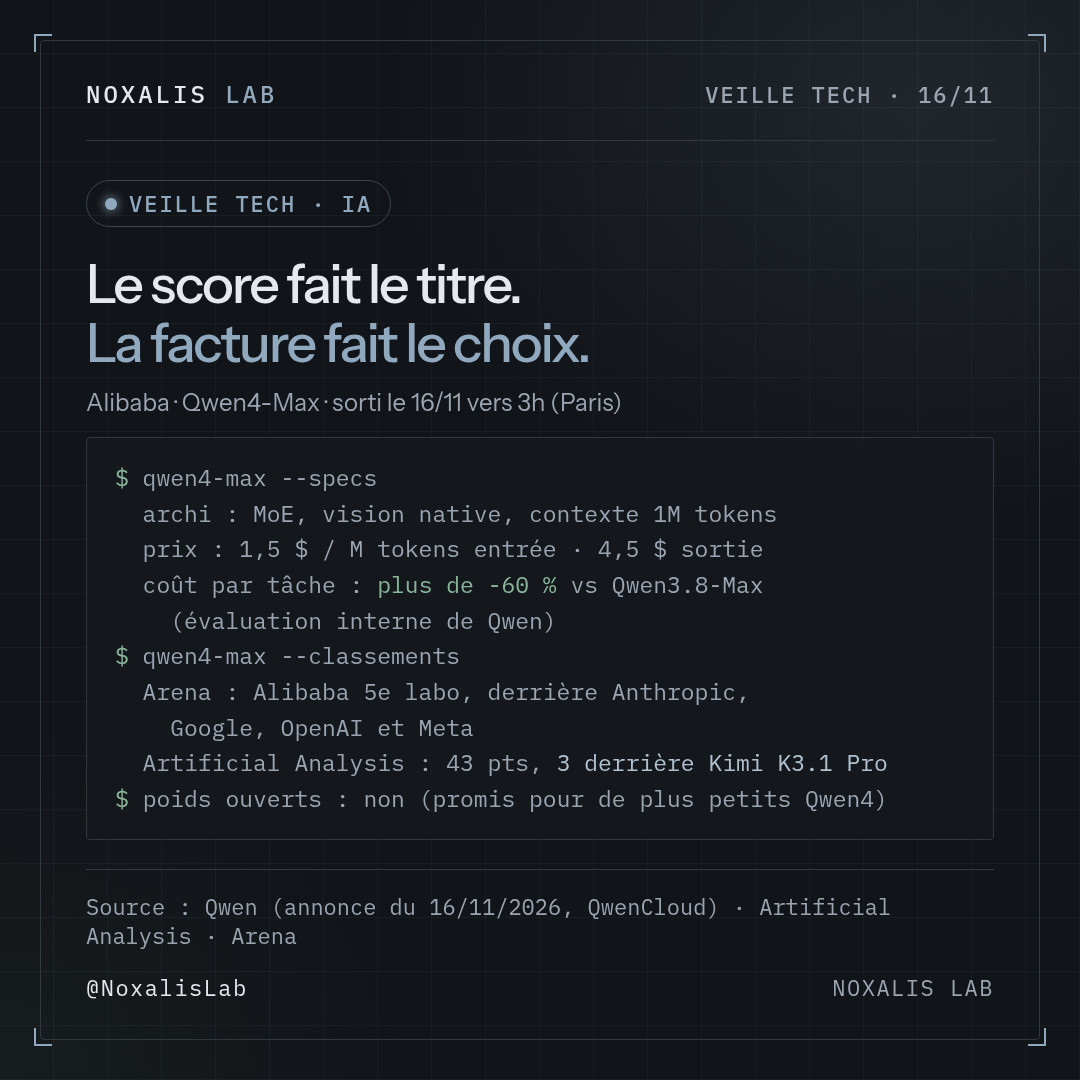 NOXALIS LAB
VEILLE TECH · 16/11
VEILLE TECH · IA
Le score fait le titre.
La facture fait le choix.
Alibaba · Qwen4-Max · sorti le 16/11 vers 3h (Paris)
$ qwen4-max --specs
archi : MoE, vision native, contexte 1M tokens
prix : 1,5 $ / M tokens entrée · 4,5 $ sortie
coût par tâche : plus de -60 % vs Qwen3.8-Max
(évaluation interne de Qwen)
$ qwen4-max --classements
Arena : Alibaba 5e labo, derrière Anthropic,
Google, OpenAI et Meta
Artificial Analysis : 43 pts, 3 derrière Kimi K3.1 Pro
$ poids ouverts : non (promis pour de plus petits Qwen4)
Source : Qwen (annonce du 16/11/2026, QwenCloud) · Artificial
Analysis · Arena
@NoxalisLab
NOXALIS LAB